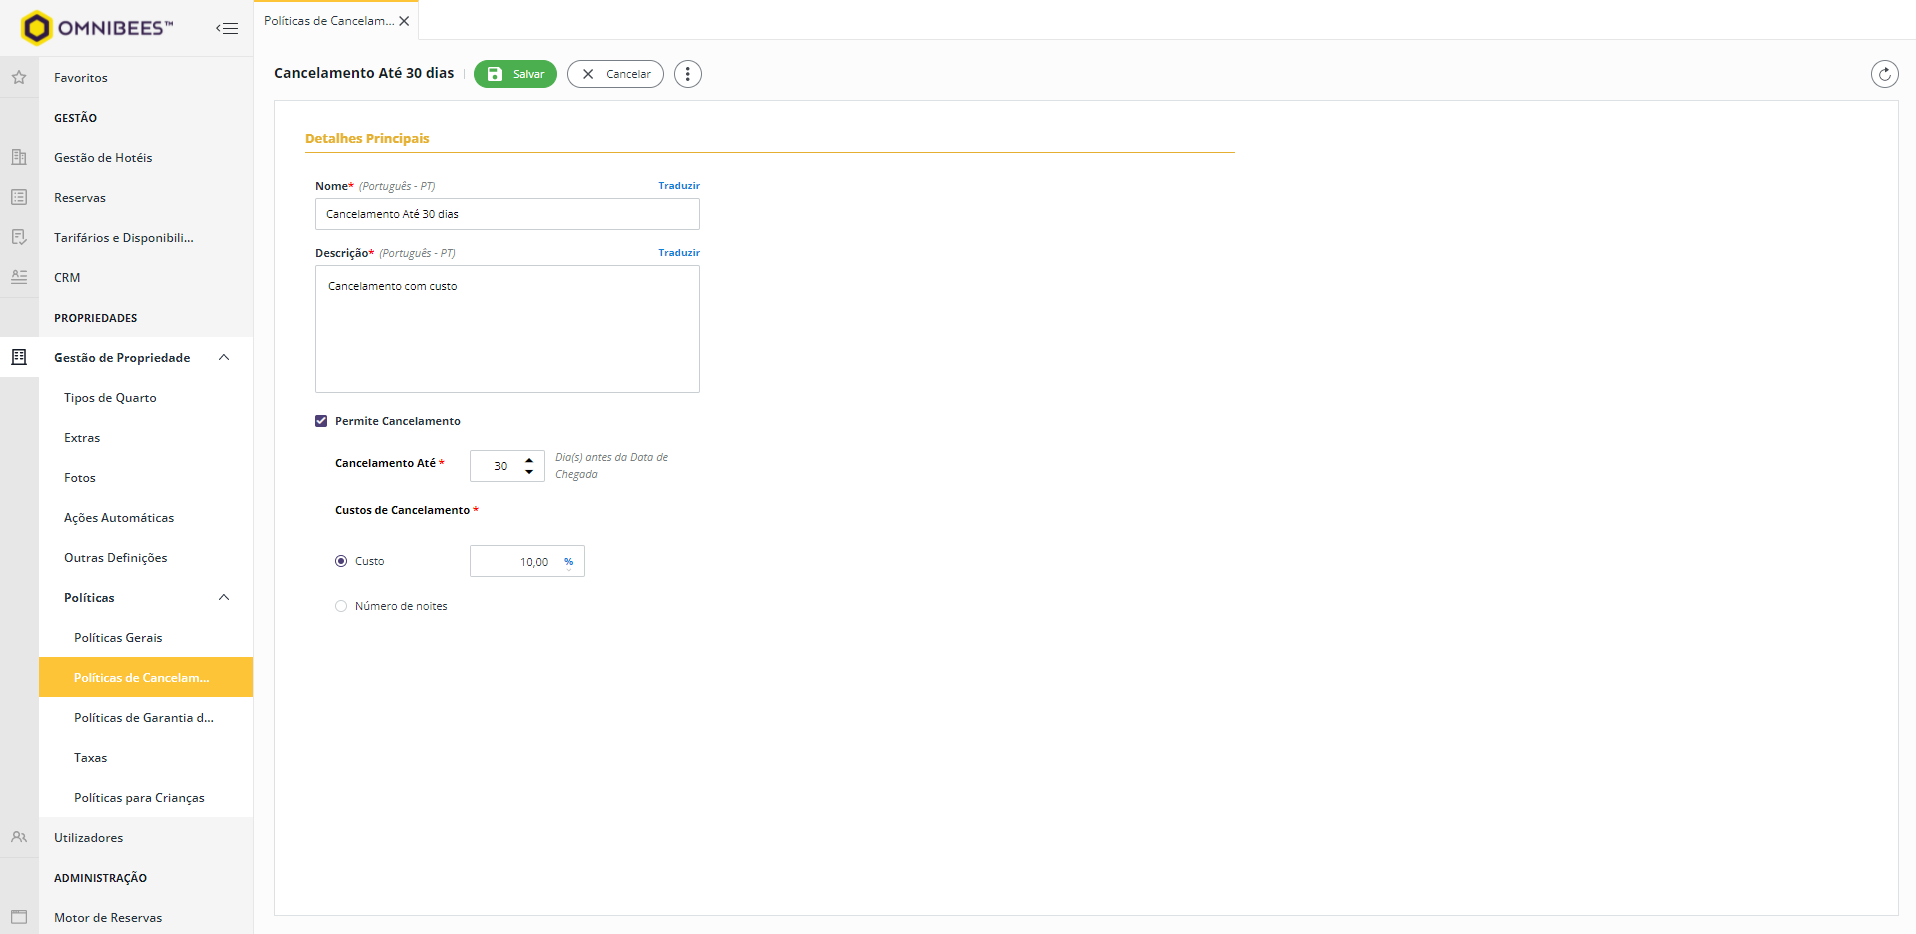 OMNIBEES™
Favoritos
GESTÃO
Gestão de Hotéis
Reservas
Tarifários e Disponibili...
CRM
PROPRIEDADES
Gestão de Propriedade
Tipos de Quarto
Extras
Fotos
Ações Automáticas
Outras Definições
Políticas
Políticas Gerais
Políticas de Cancelam...
Políticas de Garantia d...
Taxas
Políticas para Crianças
Utilizadores
ADMINISTRAÇÃO
Motor de Reservas
Políticas de Cancelam...
Cancelamento Até 30 dias | Salvar Cancelar
Detalhes Principais
Nome* (Português - PT) Traduzir
Cancelamento Até 30 dias
Descrição* (Português - PT) Traduzir
Cancelamento com custo
Permite Cancelamento
Cancelamento Até * 30 Dia(s) antes da Data de
Chegada
Custos de Cancelamento *
Custo 10,00 %
Número de noites